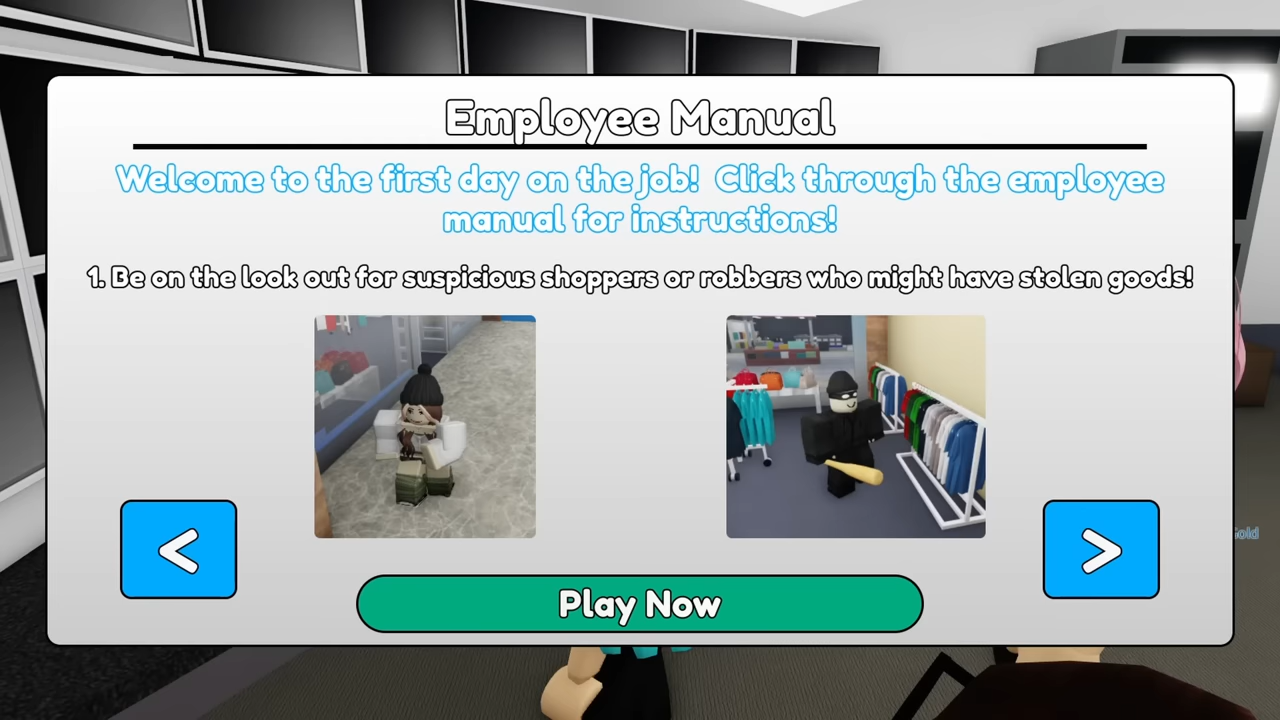 Employee Manual
Welcome to the first day on the job! Click through the employee
manual for instructions!
1. Be on the look out for suspicious shoppers or robbers who might have stolen goods!
<
>
Play Now